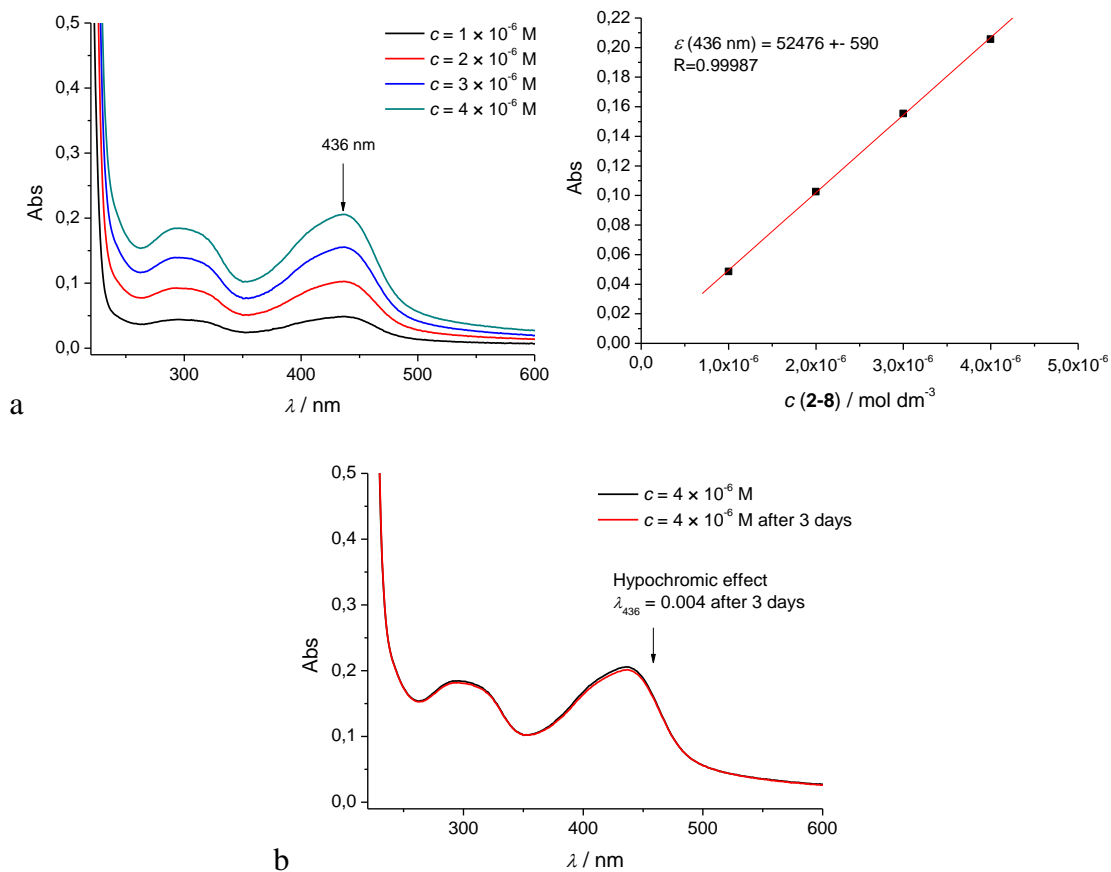 0,5
0,4
0,3
0,2
0,1
0,0
Abs
300
400
500
600
λ / nm
c = 1 × 10⁻⁶ M
c = 2 × 10⁻⁶ M
c = 3 × 10⁻⁶ M
c = 4 × 10⁻⁶ M
436 nm
a
0,22
0,20
0,18
0,16
0,14
0,12
0,10
0,08
0,06
0,04
0,02
0,00
Abs
ε (436 nm) = 52476 +- 590
R=0.99987
0,0
1,0x10⁻⁶
2,0x10⁻⁶
3,0x10⁻⁶
4,0x10⁻⁶
5,0x10⁻⁶
c (2-8) / mol dm⁻³
0,5
0,4
0,3
0,2
0,1
0,0
Abs
c = 4 × 10⁻⁶ M
c = 4 × 10⁻⁶ M after 3 days
Hypochromic effect
λ₄₃₆ = 0.004 after 3 days
300
400
500
600
λ / nm
b